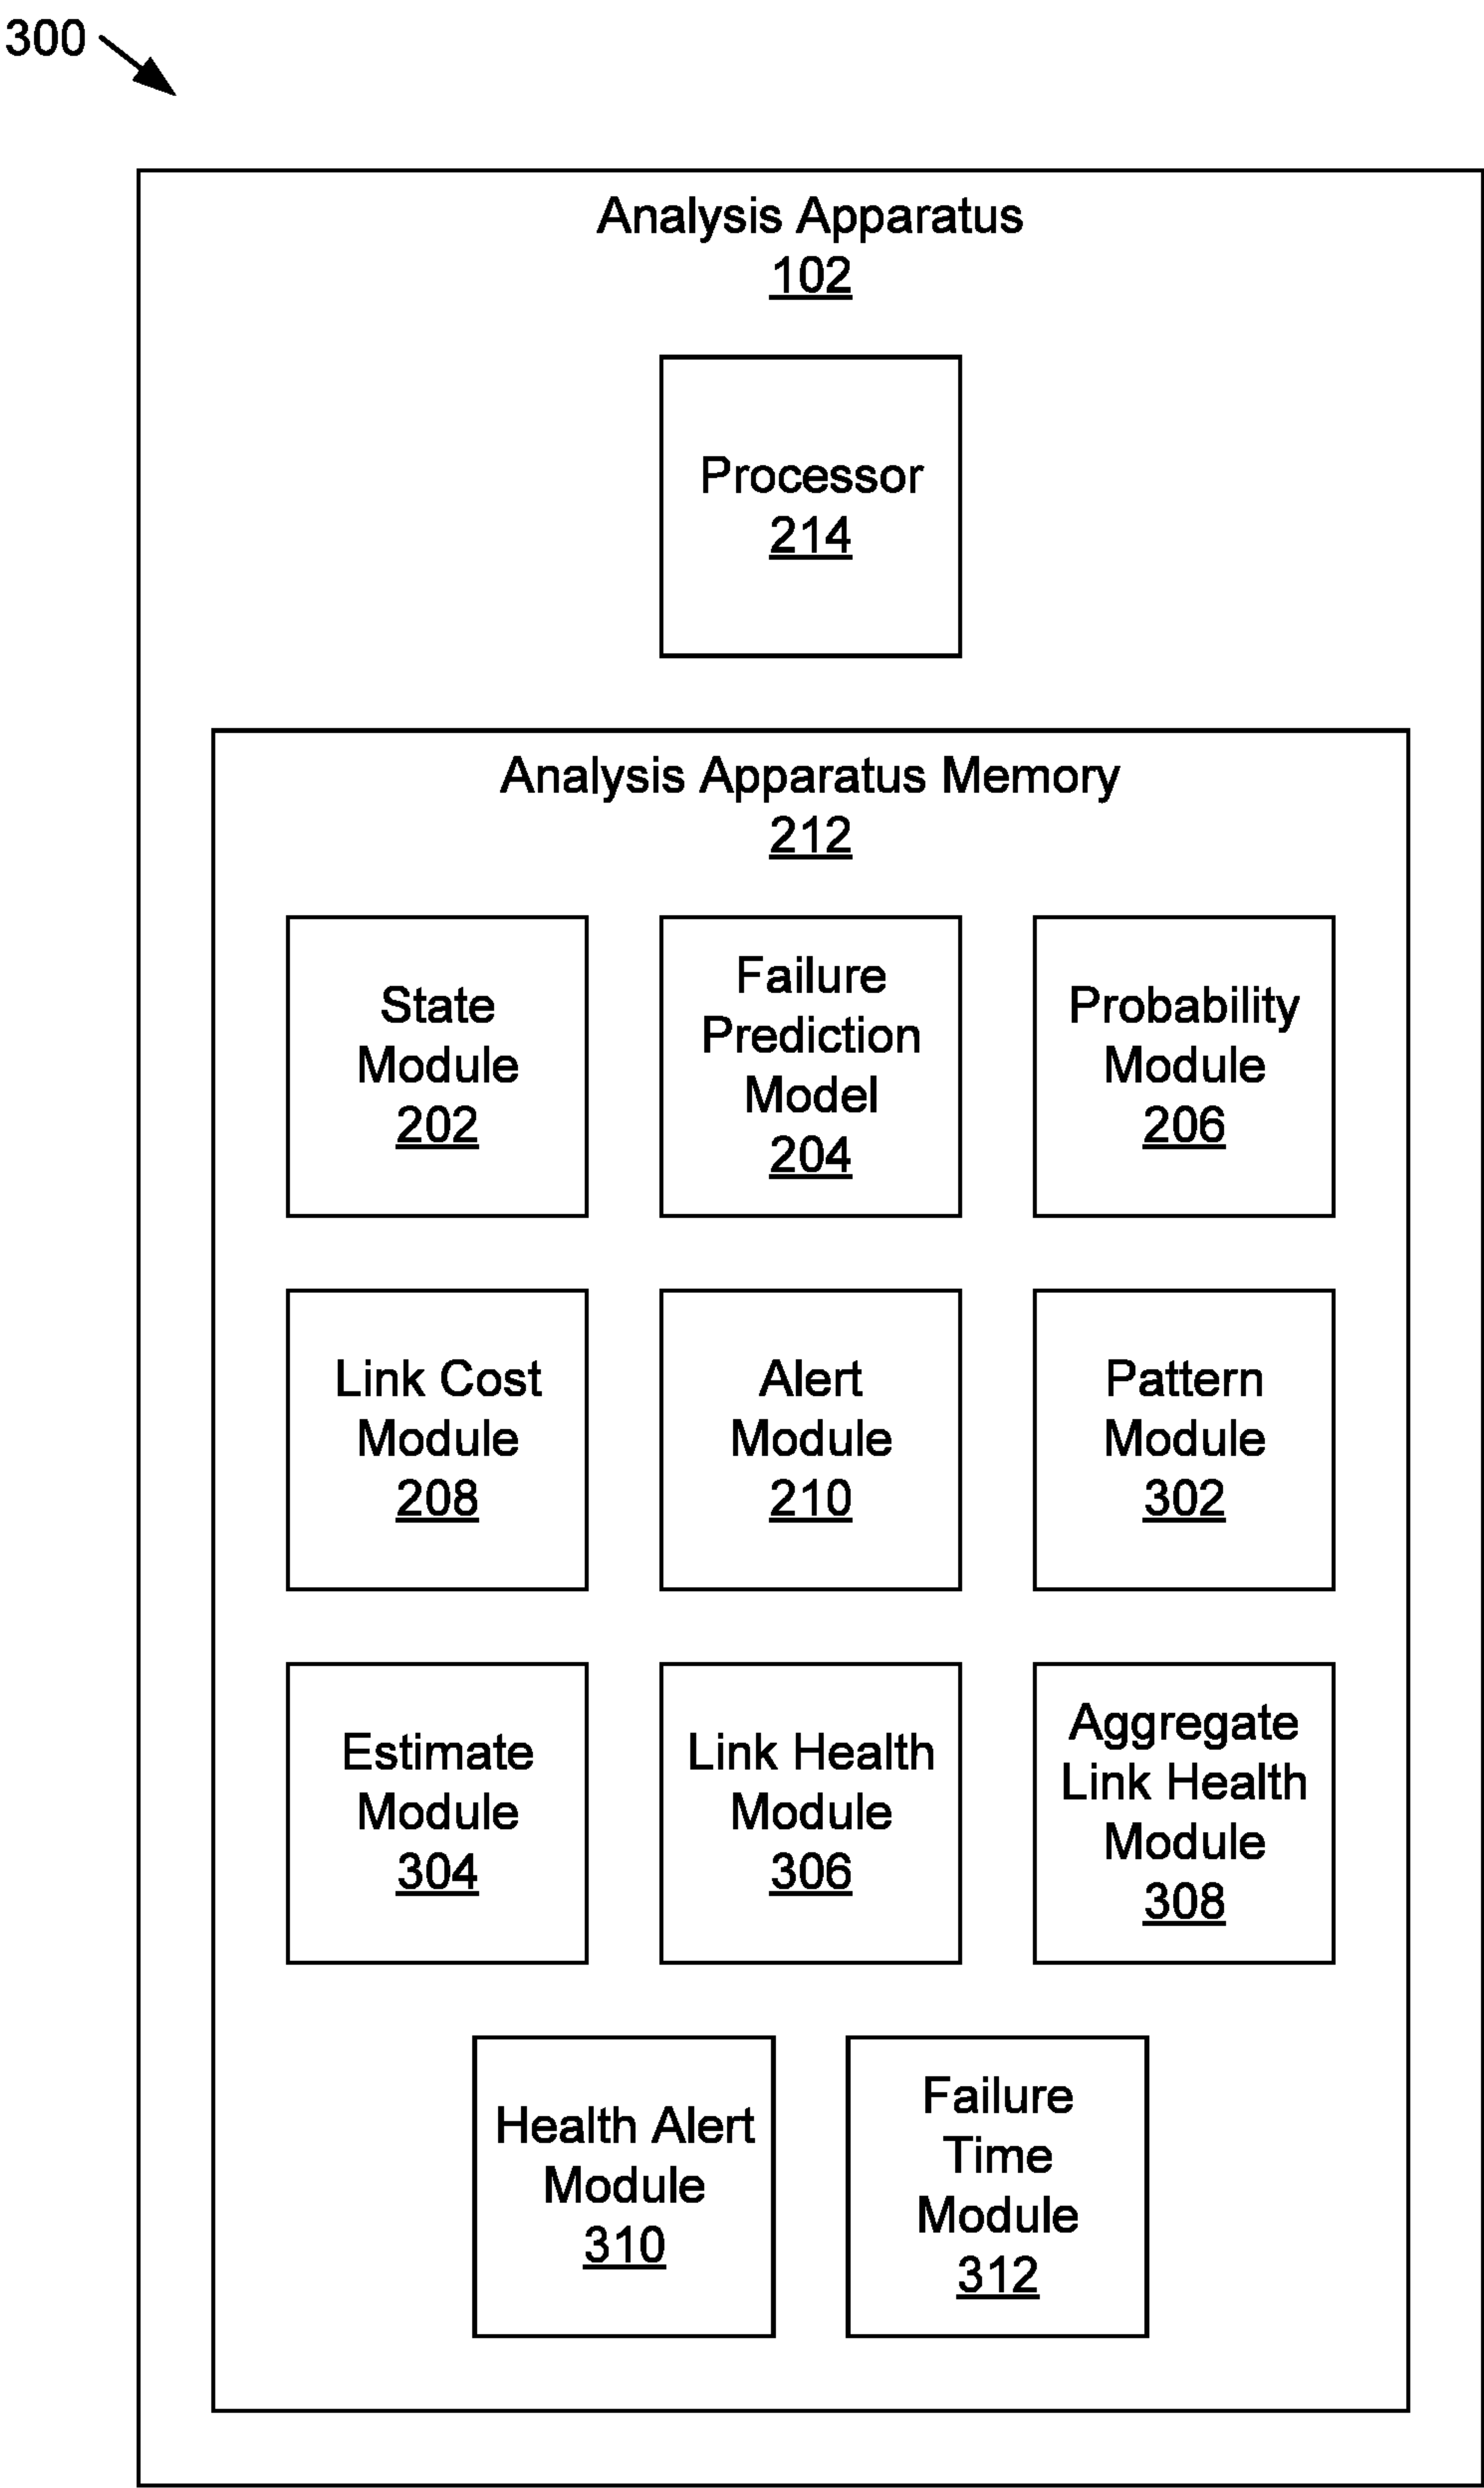 300
Analysis Apparatus
102
Processor
214
Analysis Apparatus Memory
212
State
Module
202
Failure
Prediction
Model
204
Probability
Module
206
Link Cost
Module
208
Alert
Module
210
Pattern
Module
302
Estimate
Module
304
Link Health
Module
306
Aggregate
Link Health
Module
308
Health Alert
Module
310
Failure
Time
Module
312